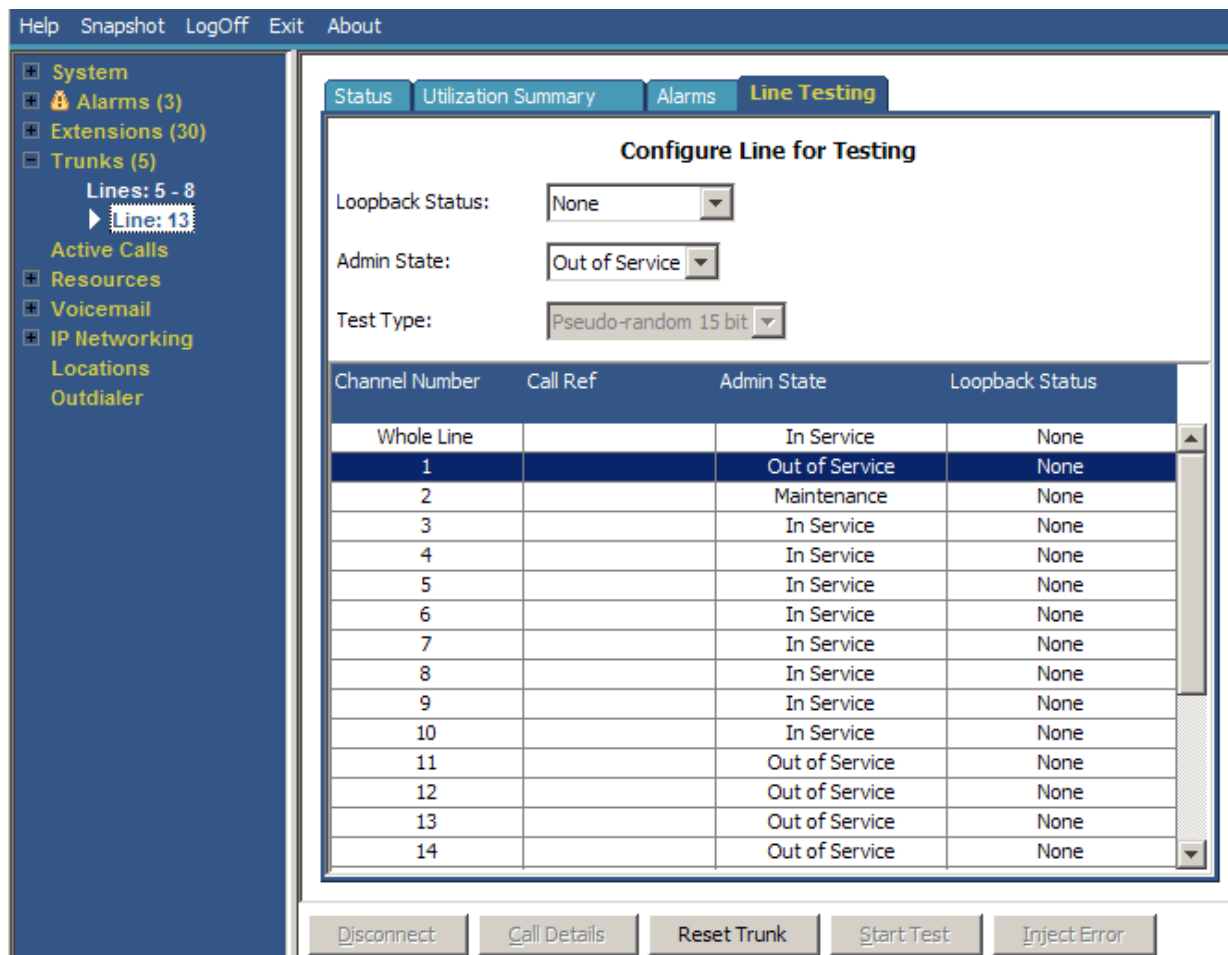 Help Snapshot LogOff Exit About
System
Alarms (3)
Extensions (30)
Trunks (5)
Lines: 5 - 8
Line: 13
Active Calls
Resources
Voicemail
IP Networking
Locations
Outdialer
Status Utilization Summary Alarms Line Testing
Configure Line for Testing
Loopback Status: None
Admin State: Out of Service
Test Type: Pseudo-random 15 bit
Channel Number Call Ref Admin State Loopback Status
Whole Line In Service None
1 Out of Service None
2 Maintenance None
3 In Service None
4 In Service None
5 In Service None
6 In Service None
7 In Service None
8 In Service None
9 In Service None
10 In Service None
11 Out of Service None
12 Out of Service None
13 Out of Service None
14 Out of Service None
Disconnect Call Details Reset Trunk Start Test Inject Error